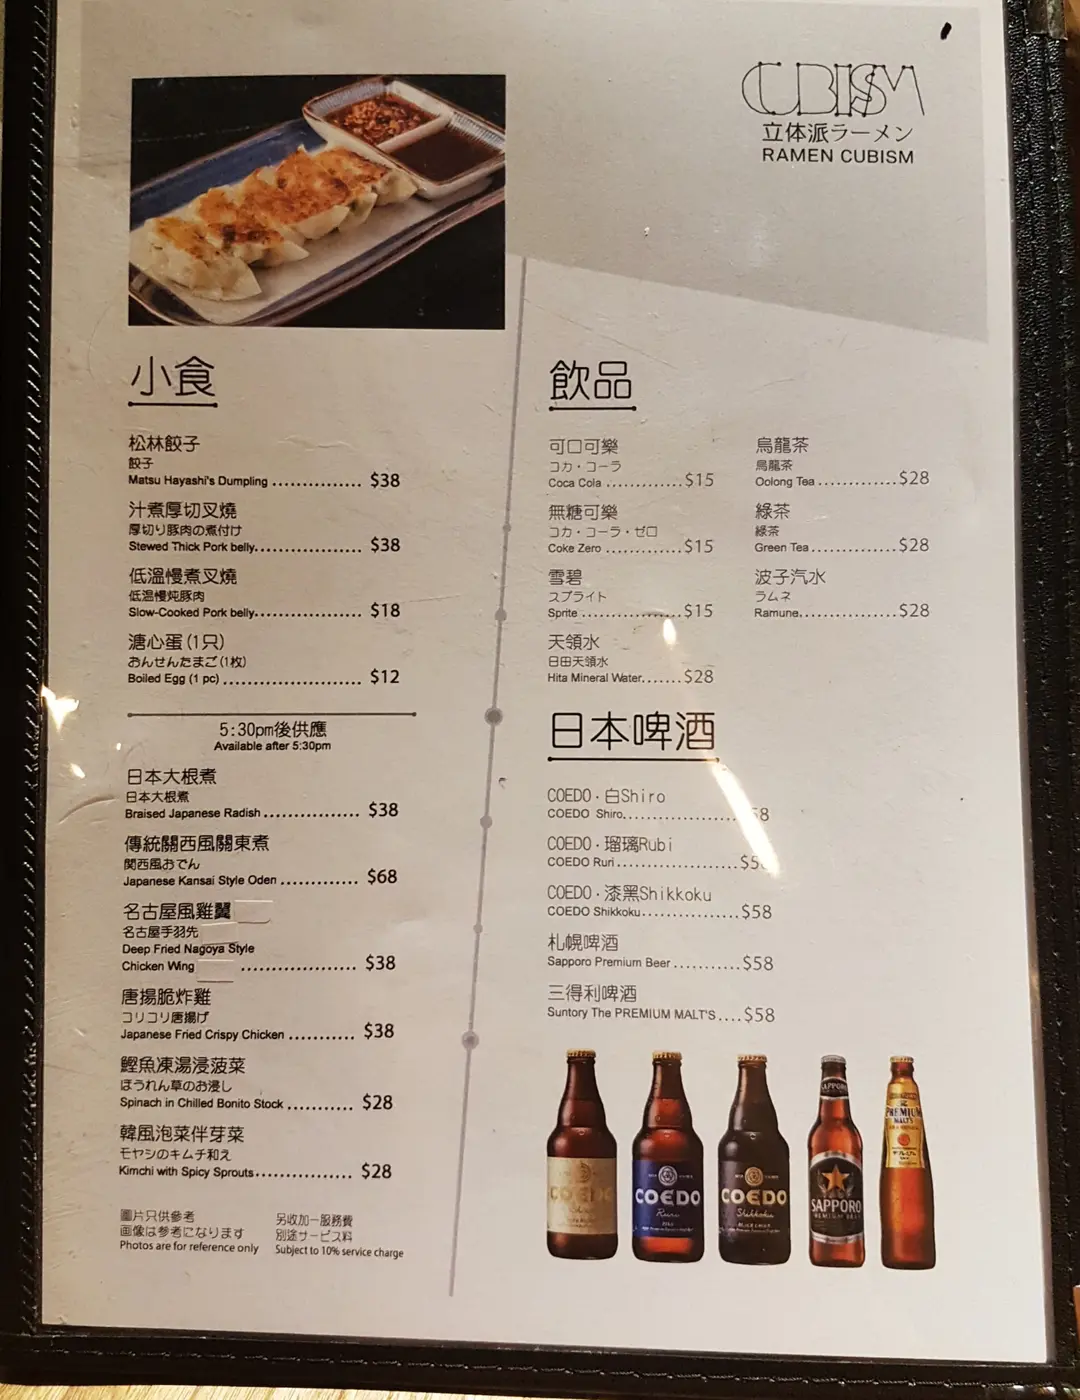 CUBISM
立体派ラーメン
RAMEN CUBISM
小食
松林餃子
餃子
Matsu Hayashi's Dumpling ............... $38
汁煮厚切叉燒
厚切り豚肉の煮付け
Stewed Thick Pork belly.................. $38
低溫慢煮叉燒
低温慢炖豚肉
Slow-Cooked Pork belly.................. $18
溏心蛋(1只)
おんせんたまご(1枚)
Boiled Egg (1 pc) ....................... $12
5:30pm後供應
Available after 5:30pm
日本大根煮
日本大根煮
Braised Japanese Radish ................ $38
傳統關西風關東煮
関西風おでん
Japanese Kansai Style Oden ............. $68
名古屋風雞翼
名古屋手羽先
Deep Fried Nagoya Style
Chicken Wing ................... $38
唐揚脆炸雞
コリコリ唐揚げ
Japanese Fried Crispy Chicken ........... $38
鰹魚凍湯浸菠菜
ほうれん草のお浸し
Spinach in Chilled Bonito Stock ........... $28
韓風泡菜伴芽菜
モヤシのキムチ和え
Kimchi with Spicy Sprouts................ $28
圖片只供參考
画像は参考になります
Photos are for reference only
另收加一服務費
別途サービス料
Subject to 10% service charge
飲品
可口可樂
コカ・コーラ
Coca Cola .............$15
無糖可樂
コカ・コーラ・ゼロ
Coke Zero .............$15
雪碧
スプライト
Sprite .................$15
天領水
日田天領水
Hita Mineral Water.......$28
烏龍茶
烏龍茶
Oolong Tea .............$28
綠茶
綠茶
Green Tea..............$28
波子汽水
ラムネ
Ramune................$28
日本啤酒
COEDO·白Shiro
COEDO Shiro....................8
COEDO·瑠璃Rubi
COEDO Ruri....................$5
COEDO·漆黑Shikkoku
COEDO Shikkoku...............$58
札幌啤酒
Sapporo Premium Beer ..........$58
三得利啤酒
Suntory The PREMIUM MALT'S ....$58
COEDO
COEDO
Ruri
COEDO
Shikkoku
SAPPORO
SAPPORO
PREMIUM BEER
THE
PREMIUM
MALT'S